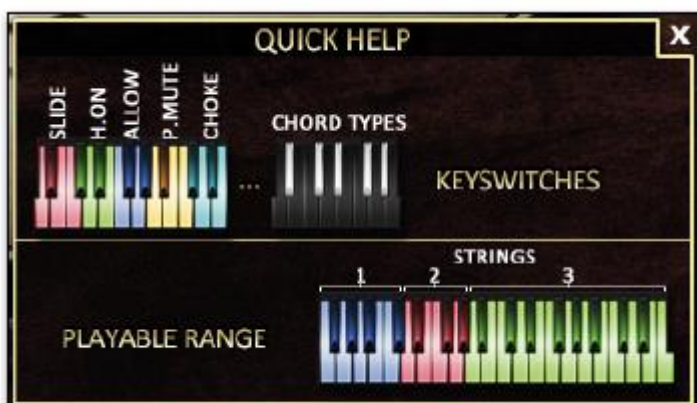 QUICK HELP
X
SLIDE
H.ON
ALLOW
P.MUTE
CHOKE
...
CHORD TYPES
KEYSWITCHES
STRINGS
1 2 3
PLAYABLE RANGE